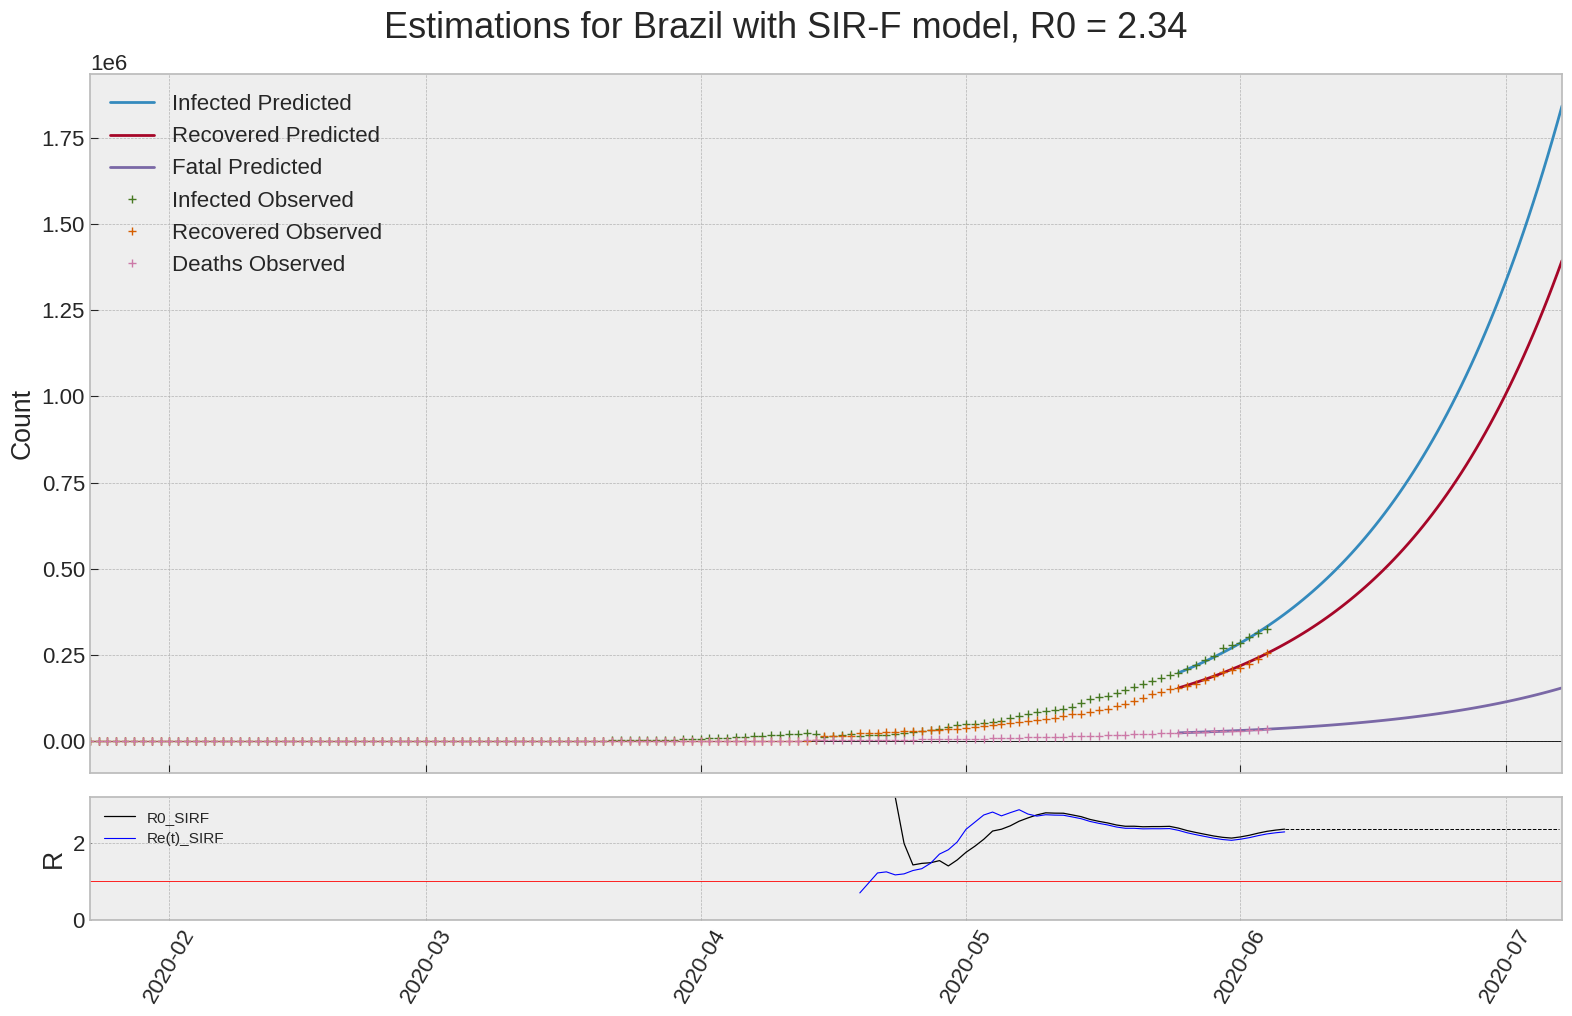 Estimations for Brazil with SIR-F model, R0 = 2.34
1e6
Infected Predicted
Recovered Predicted
Fatal Predicted
Infected Observed
Recovered Observed
Deaths Observed
1.75
1.50
1.25
1.00
0.75
0.50
0.25
0.00
Count
R0_SIRF
Re(t)_SIRF
2
0
R
2020-02
2020-03
2020-04
2020-05
2020-06
2020-07